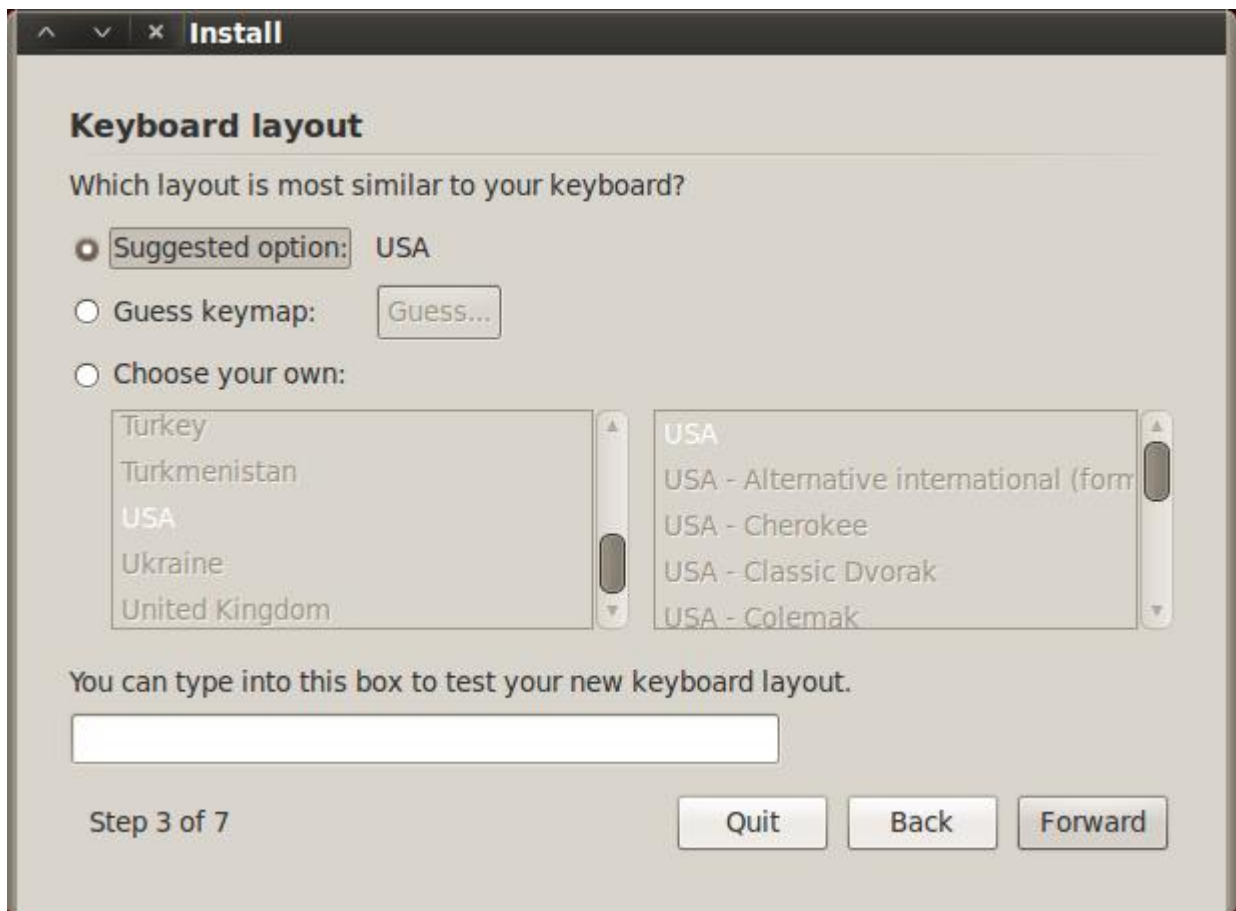 Install
Keyboard layout
Which layout is most similar to your keyboard?
Suggested option: USA
Guess keymap: Guess...
Choose your own:
Turkey
Turkmenistan
USA
Ukraine
United Kingdom
USA
USA - Alternative international (form
USA - Cherokee
USA - Classic Dvorak
USA - Colemak
You can type into this box to test your new keyboard layout.
Step 3 of 7
Quit
Back
Forward